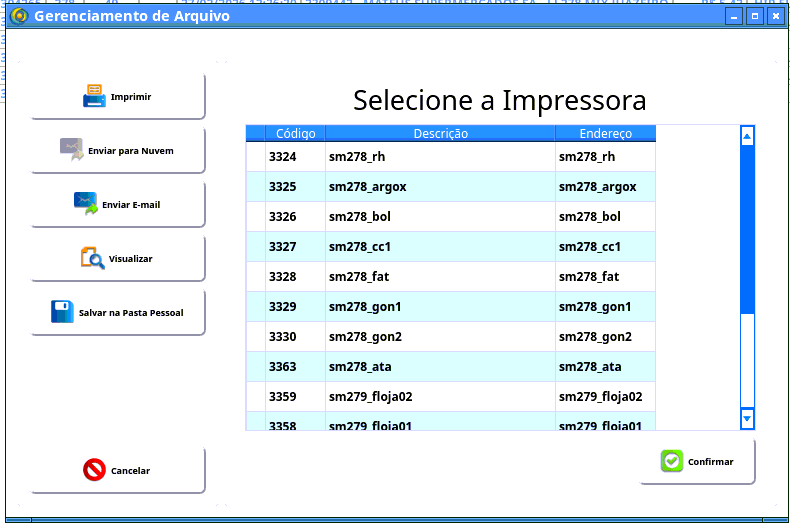 Gerenciamento de Arquivo
Imprimir
Enviar para Nuvem
Enviar E-mail
Visualizar
Salvar na Pasta Pessoal
Cancelar
Selecione a Impressora
Código Descrição Endereço
3324 sm278_rh sm278_rh
3325 sm278_argox sm278_argox
3326 sm278_bol sm278_bol
3327 sm278_cc1 sm278_cc1
3328 sm278_fat sm278_fat
3329 sm278_gon1 sm278_gon1
3330 sm278_gon2 sm278_gon2
3363 sm278_ata sm278_ata
3359 sm279_floja02 sm279_floja02
3358 sm279_floja01 sm279_floja01
Confirmar